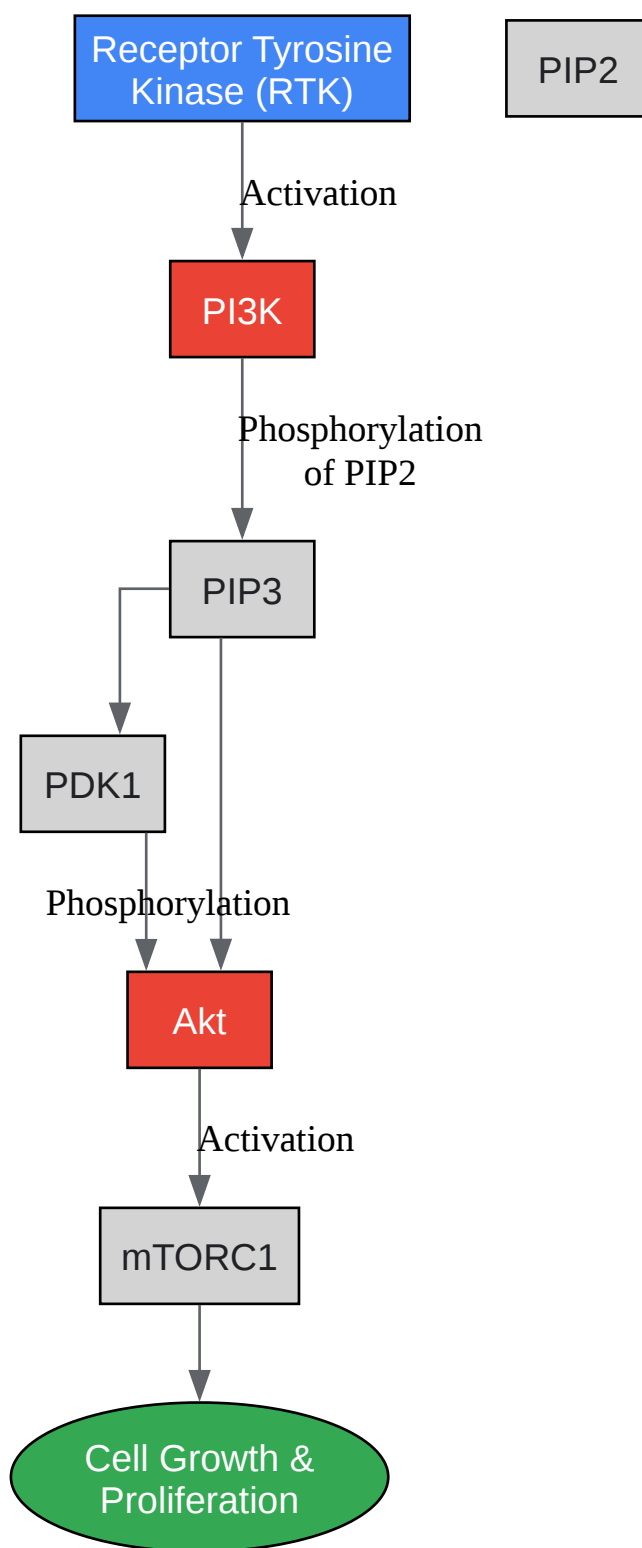 Receptor Tyrosine
Kinase (RTK)
PIP2
Activation
PI3K
Phosphorylation
of PIP2
PIP3
PDK1
Phosphorylation
Akt
Activation
mTORC1
Cell Growth &
Proliferation